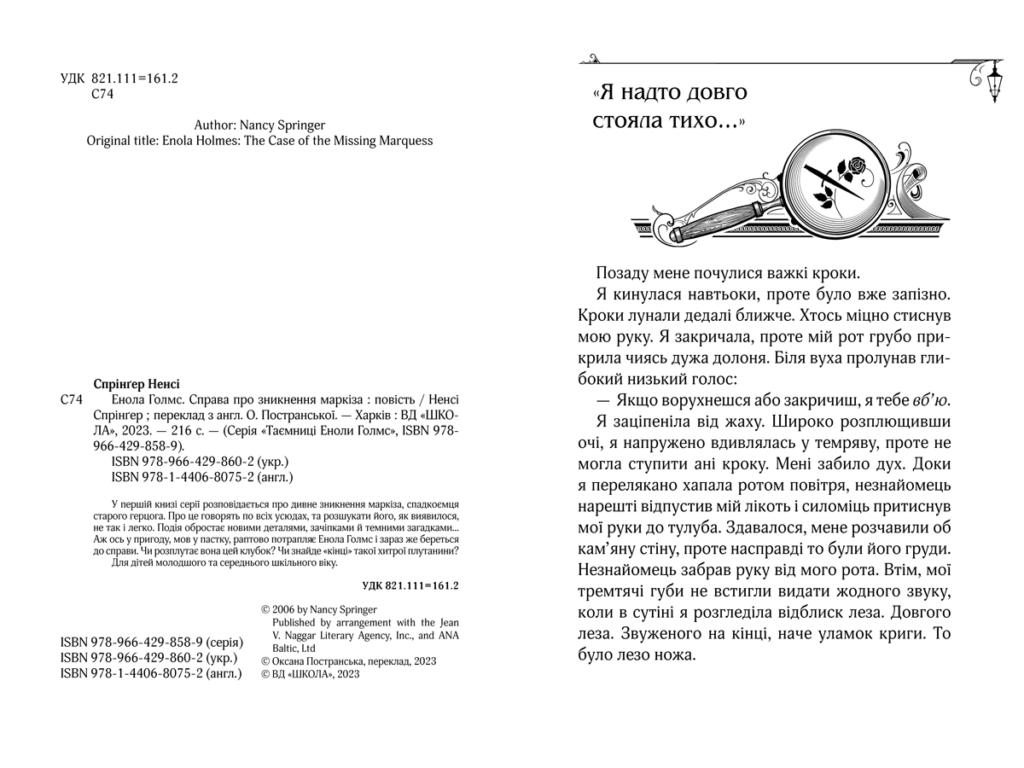 УДК 821.111=161.2
С74
Author: Nancy Springer
Original title: Enola Holmes: The Case of the Missing Marquess
Спрінґер Ненсі
С74 Енола Голмс. Справа про зникнення маркіза : повість / Ненсі
Спрінґер ; переклад з англ. О. Постранської. — Харків : ВД «ШКО-
ЛА», 2023. — 216 с. — (Серія «Таємниці Еноли Голмс», ISBN 978-
966-429-858-9).
ISBN 978-966-429-860-2 (укр.)
ISBN 978-1-4406-8075-2 (англ.)
У першій книзі серії розповідається про дивне зникнення маркіза, спадкоємця
старого герцога. Про це говорять по всіх усюдах, та розшукати його, як виявилося,
не так і легко. Подія обростає новими деталями, зачіпками й темними загадками...
Аж ось у пригоду, мов у пастку, раптово потрапляє Енола Голмс і зараз же береться
до справи. Чи розплутає вона цей клубок? Чи знайде «кінці» такої хитрої плутанини?
Для дітей молодшого та середнього шкільного віку.
УДК 821.111=161.2
© 2006 by Nancy Springer
Published by arrangement with the Jean
V. Naggar Literary Agency, Inc., and ANA
Baltic, Ltd
© Оксана Постранська, переклад, 2023
© ВД «ШКОЛА», 2023
ISBN 978-966-429-858-9 (серія)
ISBN 978-966-429-860-2 (укр.)
ISBN 978-1-4406-8075-2 (англ.)
«Я надто довго
стояла тихо...»
Позаду мене почулися важкі кроки.
Я кинулася навтьоки, проте було вже запізно.
Кроки лунали дедалі ближче. Хтось міцно стиснув
мою руку. Я закричала, проте мій рот грубо при-
крила чиясь дужа долоня. Біля вуха пролунав гли-
бокий низький голос:
— Якщо ворухнешся або закричиш, я тебе вб’ю.
Я заціпеніла від жаху. Широко розплющивши
очі, я напружено вдивлялась у темряву, проте не
могла ступити ані кроку. Мені забило дух. Доки
я перелякано хапала ротом повітря, незнайомець
нарешті відпустив мій лікоть і силоміць притиснув
мої руки до тулуба. Здавалося, мене розчавили об
кам’яну стіну, проте насправді то були його груди.
Незнайомець забрав руку від мого рота. Втім, мої
тремтячі губи не встигли видати жодного звуку,
коли в сутіні я розгледіла відблиск леза. Довгого
леза. Звуженого на кінці, наче уламок криги. То
було лезо ножа.